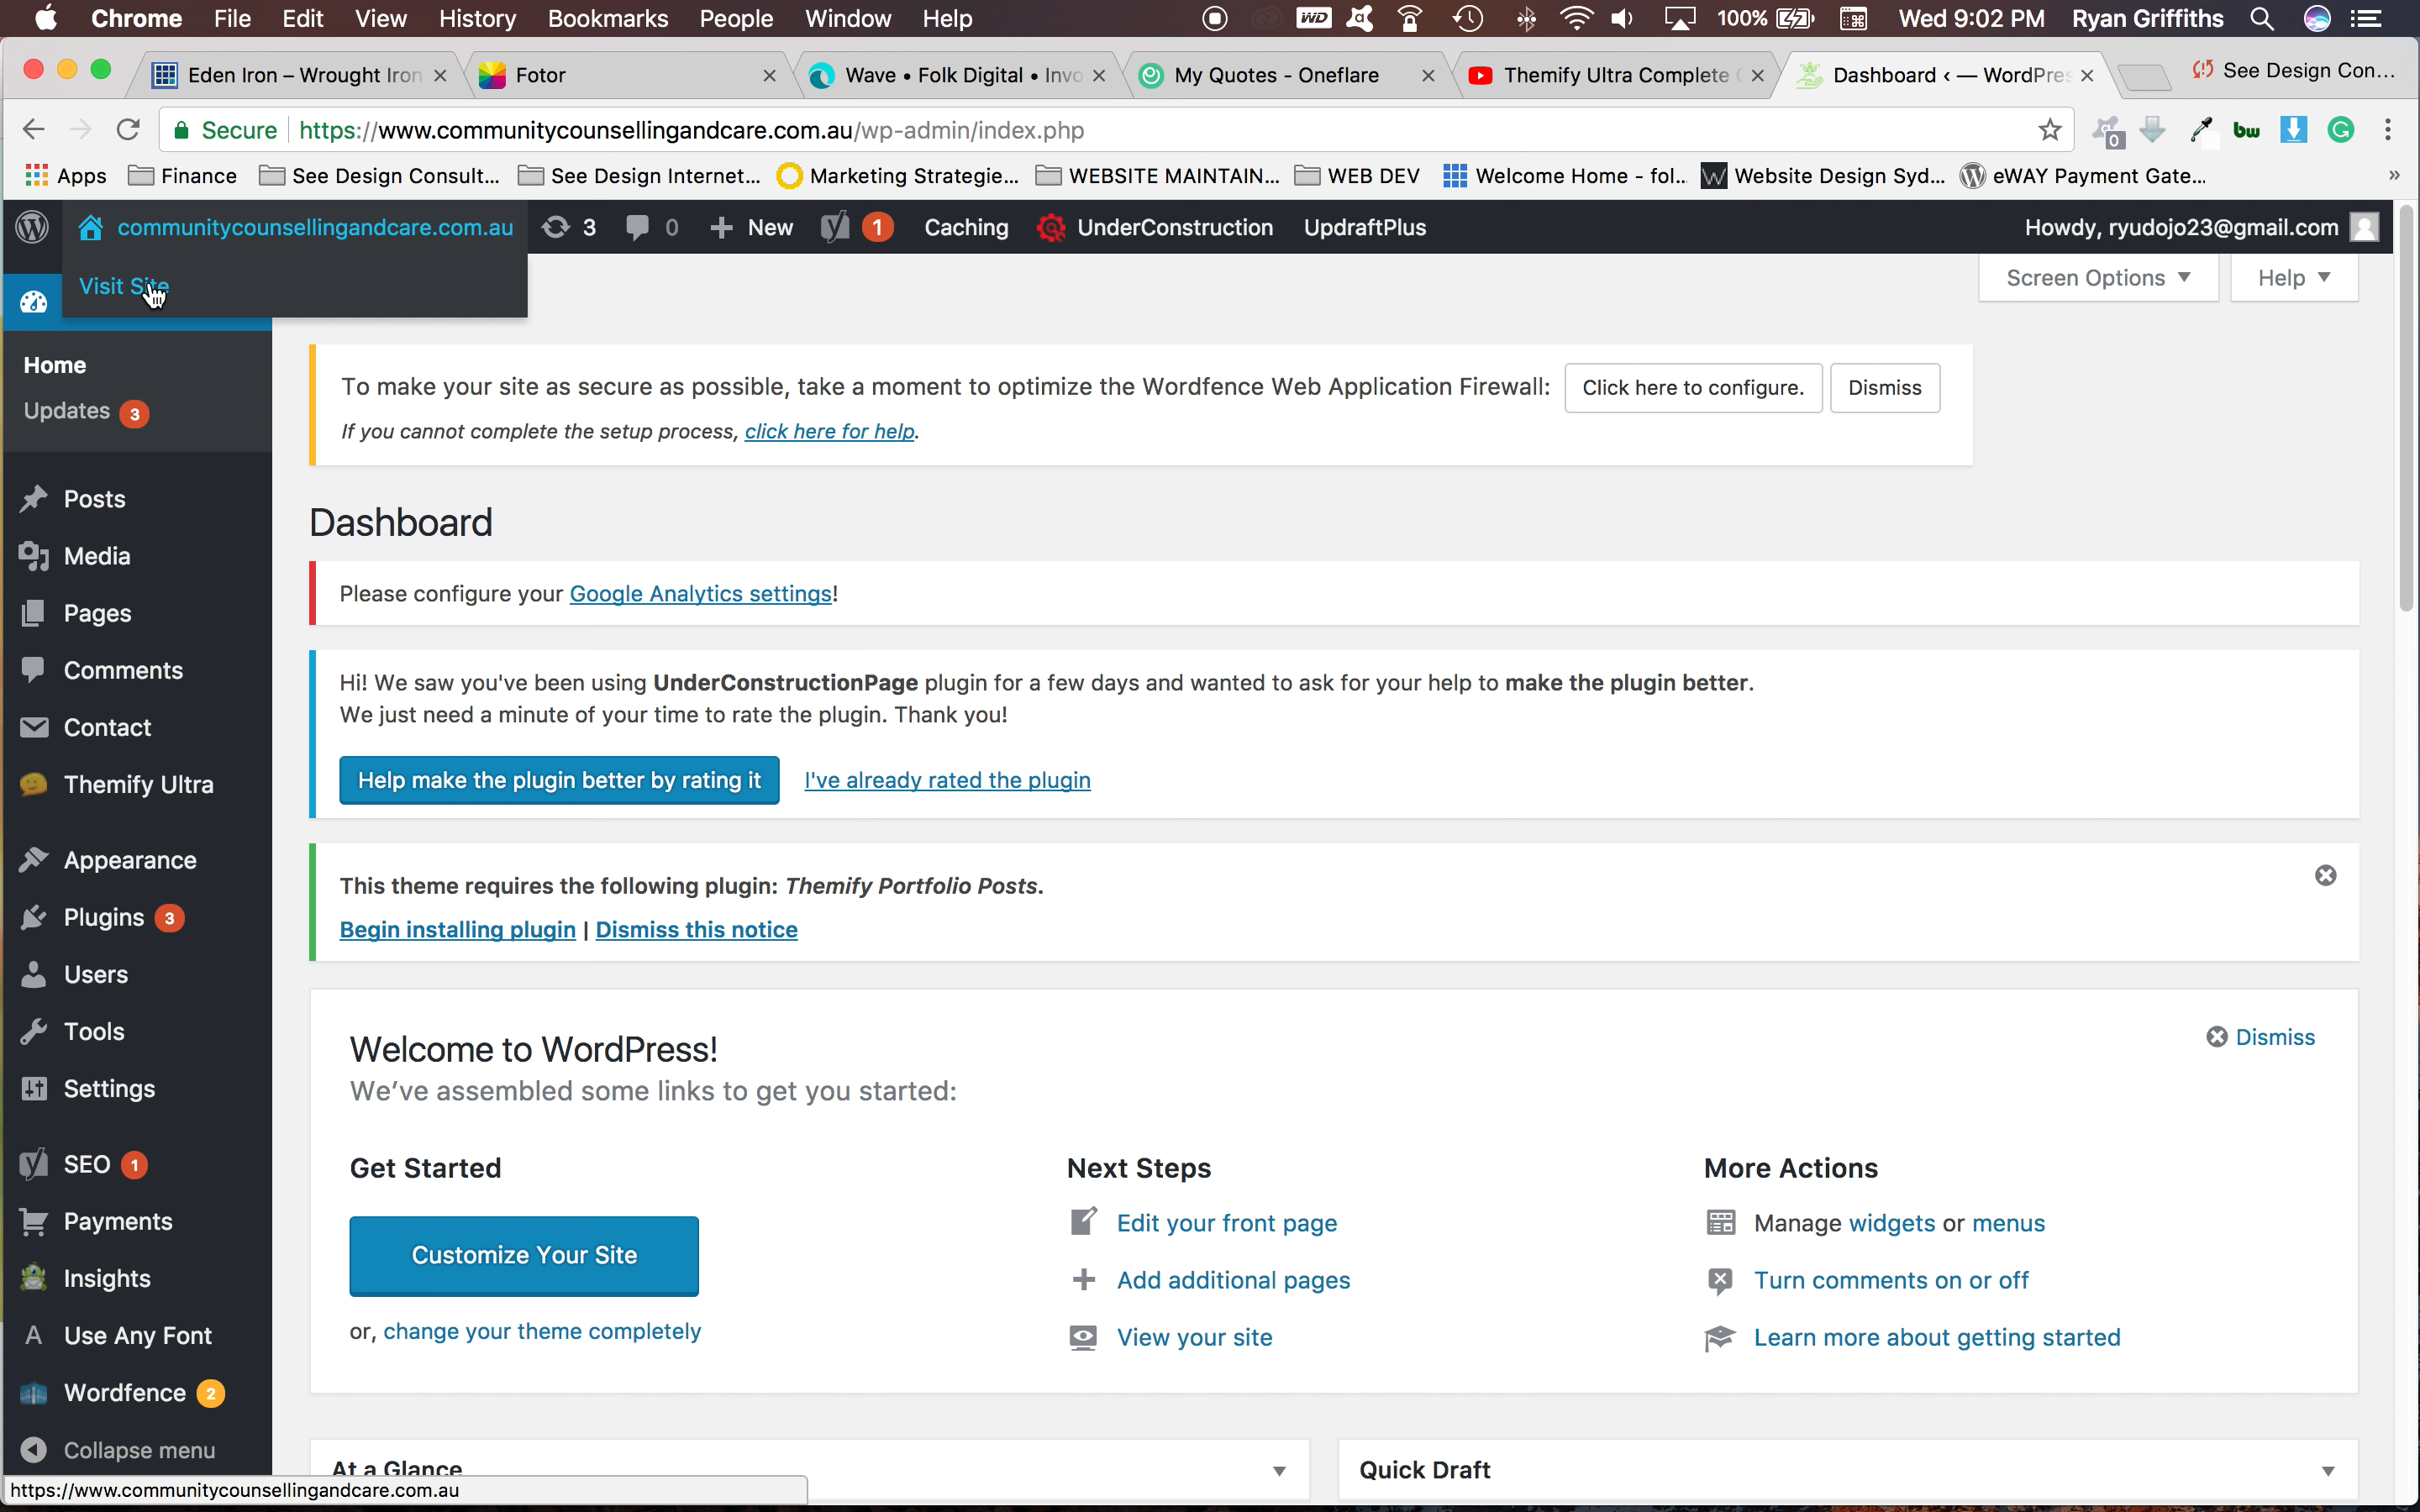 Chrome File Edit View History Bookmarks People Window Help WD 100% Wed 9:02 PM Ryan Griffiths
Eden Iron – Wrought Iron Fotor Wave • Folk Digital • Invo My Quotes - Oneflare Themify Ultra Complete Dashboard ‹ — WordPres See Design Con...
Secure https://www.communitycounsellingandcare.com.au/wp-admin/index.php 0 bw G
Apps Finance See Design Consult... See Design Internet... Marketing Strategie... WEBSITE MAINTAIN... WEB DEV Welcome Home - fol... Website Design Syd... eWAY Payment Gate... »
communitycounsellingandcare.com.au 3 0 New 1 Caching UnderConstruction UpdraftPlus Howdy, ryudojo23@gmail.com
Visit Site
Screen Options Help
Home
Updates 3
Posts
Media
Pages
Comments
Contact
Themify Ultra
Appearance
Plugins 3
Users
Tools
Settings
SEO 1
Payments
Insights
Use Any Font
Wordfence 2
Collapse menu
To make your site as secure as possible, take a moment to optimize the Wordfence Web Application Firewall: Click here to configure. Dismiss
If you cannot complete the setup process, click here for help.
Dashboard
Please configure your Google Analytics settings!
Hi! We saw you've been using UnderConstructionPage plugin for a few days and wanted to ask for your help to make the plugin better.
We just need a minute of your time to rate the plugin. Thank you!
Help make the plugin better by rating it I've already rated the plugin
This theme requires the following plugin: Themify Portfolio Posts.
Begin installing plugin | Dismiss this notice
Welcome to WordPress! Dismiss
We've assembled some links to get you started:
Get Started
Customize Your Site
or, change your theme completely
Next Steps
Edit your front page
Add additional pages
View your site
More Actions
Manage widgets or menus
Turn comments on or off
Learn more about getting started
At a Glance Quick Draft
https://www.communitycounsellingandcare.com.au